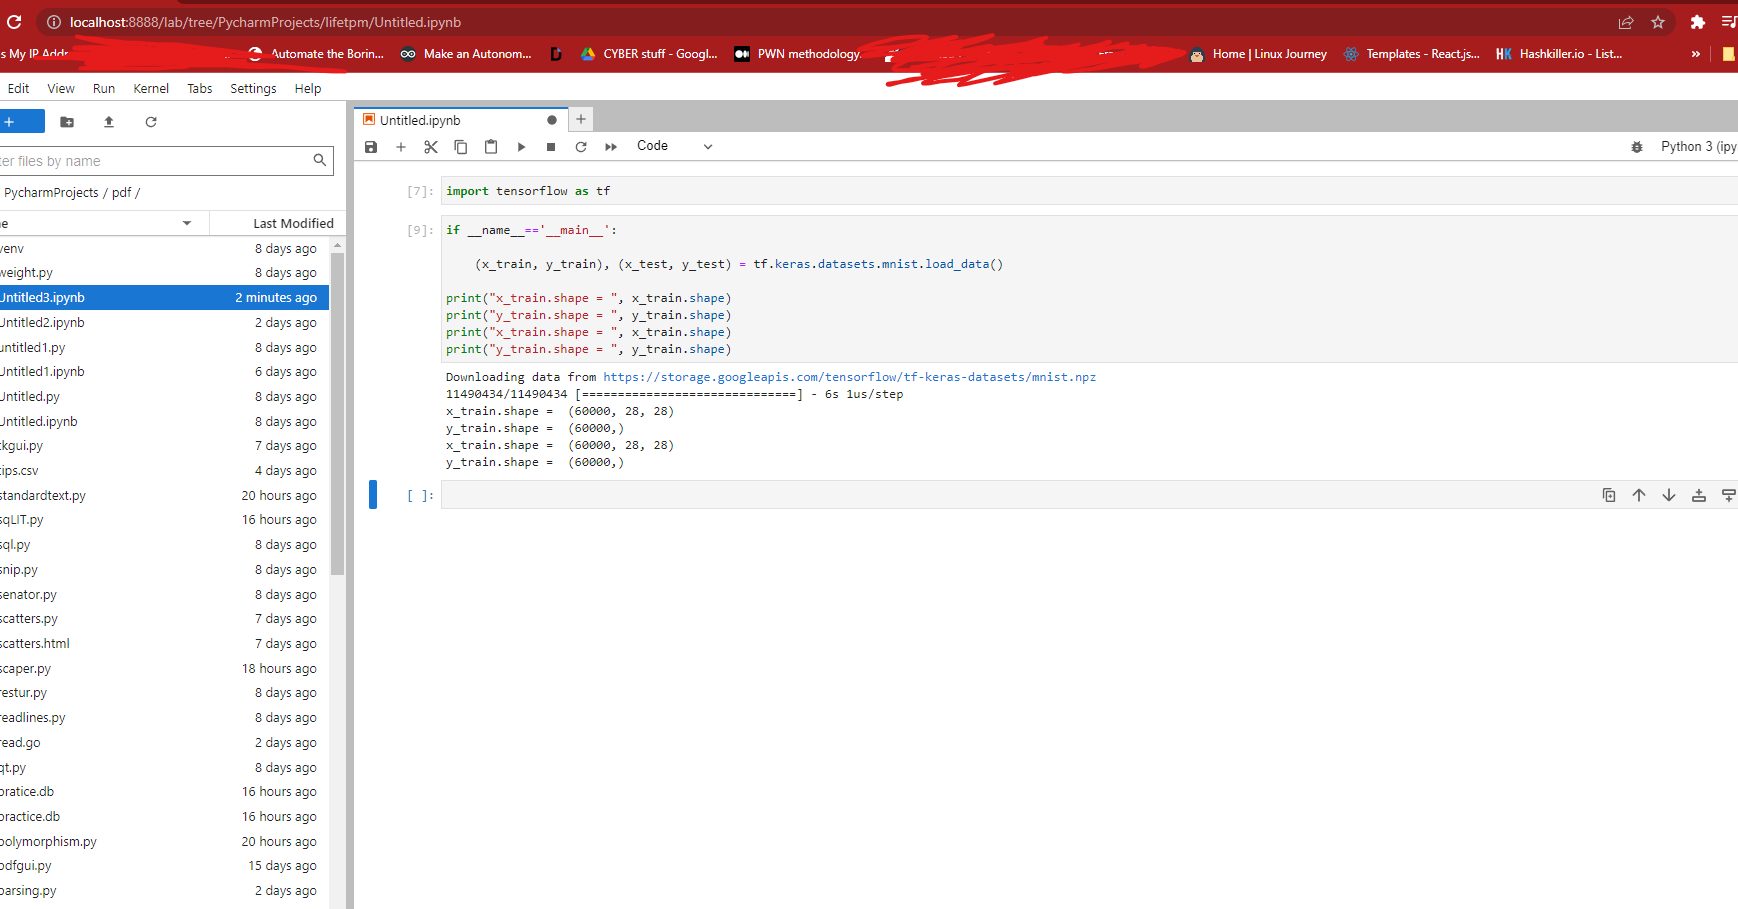 localhost:8888/lab/tree/PycharmProjects/lifetpm/Untitled.ipynb
s My IP Addr
Automate the Borin...
Make an Autonom...
CYBER stuff - Googl...
PWN methodology.
Home | Linux Journey
Templates - React.js...
HK Hashkiller.io - List...
»
Edit View Run Kernel Tabs Settings Help
+
ter files by name
PycharmProjects / pdf /
e Last Modified
venv 8 days ago
weight.py 8 days ago
Untitled3.ipynb 2 minutes ago
Untitled2.ipynb 2 days ago
untitled1.py 8 days ago
Untitled1.ipynb 6 days ago
Untitled.py 8 days ago
Untitled.ipynb 8 days ago
tkgui.py 7 days ago
tips.csv 4 days ago
standardtext.py 20 hours ago
sqLIT.py 16 hours ago
sql.py 8 days ago
snip.py 8 days ago
senator.py 8 days ago
scatters.py 7 days ago
scatters.html 7 days ago
scaper.py 18 hours ago
restur.py 8 days ago
readlines.py 8 days ago
read.go 2 days ago
qt.py 8 days ago
pratice.db 16 hours ago
practice.db 16 hours ago
polymorphism.py 20 hours ago
pdfgui.py 15 days ago
parsing.py 2 days ago
Untitled.ipynb
+
Code
Python 3 (ipy
[7]: import tensorflow as tf
[9]: if __name__=='__main__':
(x_train, y_train), (x_test, y_test) = tf.keras.datasets.mnist.load_data()
print("x_train.shape = ", x_train.shape)
print("y_train.shape = ", y_train.shape)
print("x_train.shape = ", x_train.shape)
print("y_train.shape = ", y_train.shape)
Downloading data from https://storage.googleapis.com/tensorflow/tf-keras-datasets/mnist.npz
11490434/11490434 [==============================] - 6s 1us/step
x_train.shape =  (60000, 28, 28)
y_train.shape =  (60000,)
x_train.shape =  (60000, 28, 28)
y_train.shape =  (60000,)
[ ]: